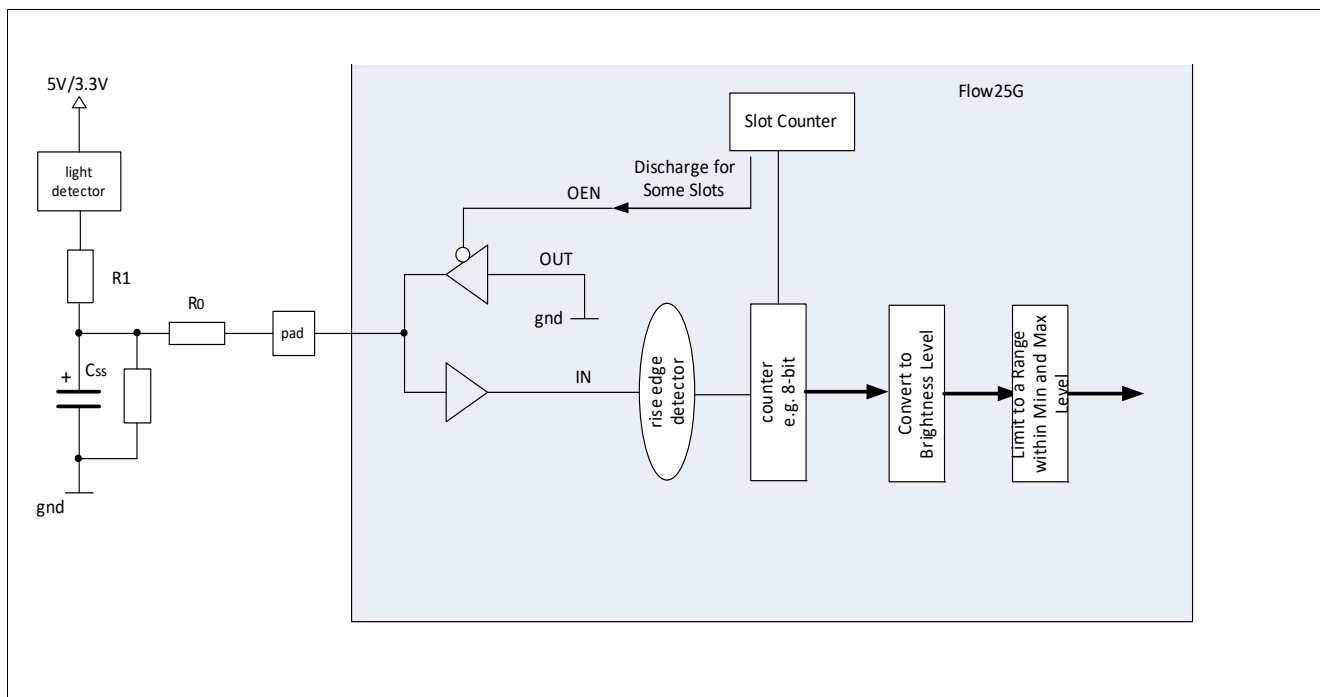 5V/3.3V
light
detector
R1
R0
pad
Css
+
gnd
Flow25G
Slot Counter
Discharge for
Some Slots
OEN
OUT
gnd
IN
rise edge
detector
counter
e.g. 8-bit
Convert to
Brightness Level
Limit to a Range
within Min and Max
Level